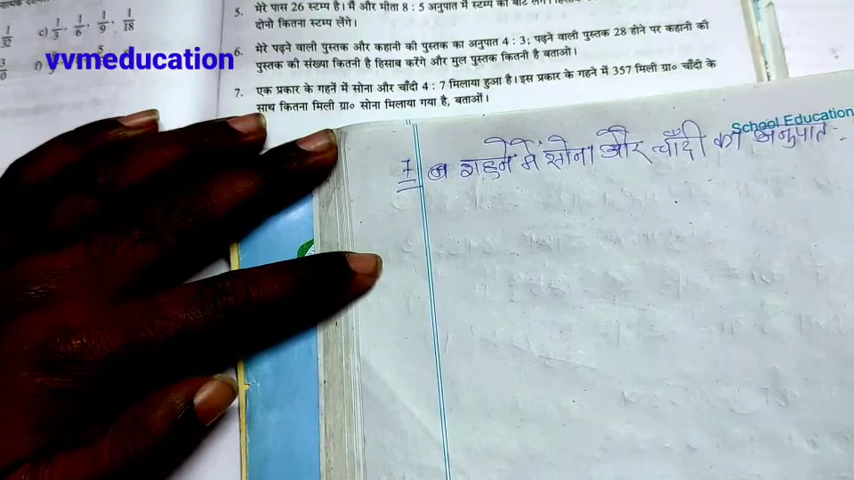 c) 1/3, 1/6, 1/9, 1/18
1/32
5. मेरे पास 26 स्टम्प है। मैं और मीता 8 : 5 अनुपात में स्टम्प को बाँट लेंगे।
दोनो कितना स्टम्प लेंगे।
6. मेरे पढ़ने वाली पुस्तक और कहानी की पुस्तक का अनुपात 4 : 3; पढ़ने वाली पुस्तक 28 होने पर कहानी की
पुस्तक की संख्या कितनी है हिसाब करेंगे और मुल पुस्तक कितनी है बताओ।
7. एक प्रकार के गहनें में सोना और चाँदी 4 : 7 मिलाया हुआ है। इस प्रकार के गहने में 357 मिली ग्रा० चाँदी के
साथ कितना मिली ग्रा० सोना मिलाया गया है, बताओं।
vvmeducation
School Education
7 गहने में सोना और चाँदी का अनुपात :-